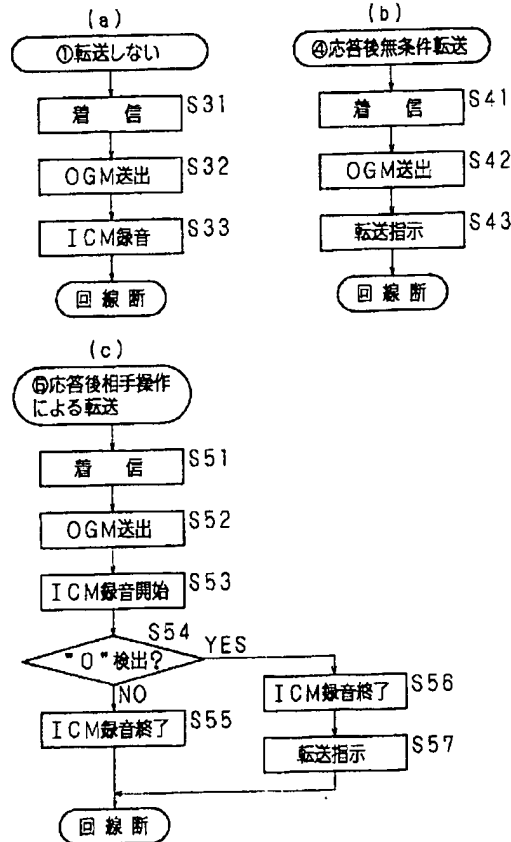 (a)
①転送しない
着 信
S31
OGM送出
S32
ICM録音
S33
回線断
(b)
④応答後無条件転送
着 信
S41
OGM送出
S42
転送指示
S43
回線断
(c)
⑤応答後相手操作
による転送
着 信
S51
OGM送出
S52
ICM録音開始
S53
S54
"0"検出?
YES
NO
ICM録音終了
S55
ICM録音終了
S56
転送指示
S57
回線断